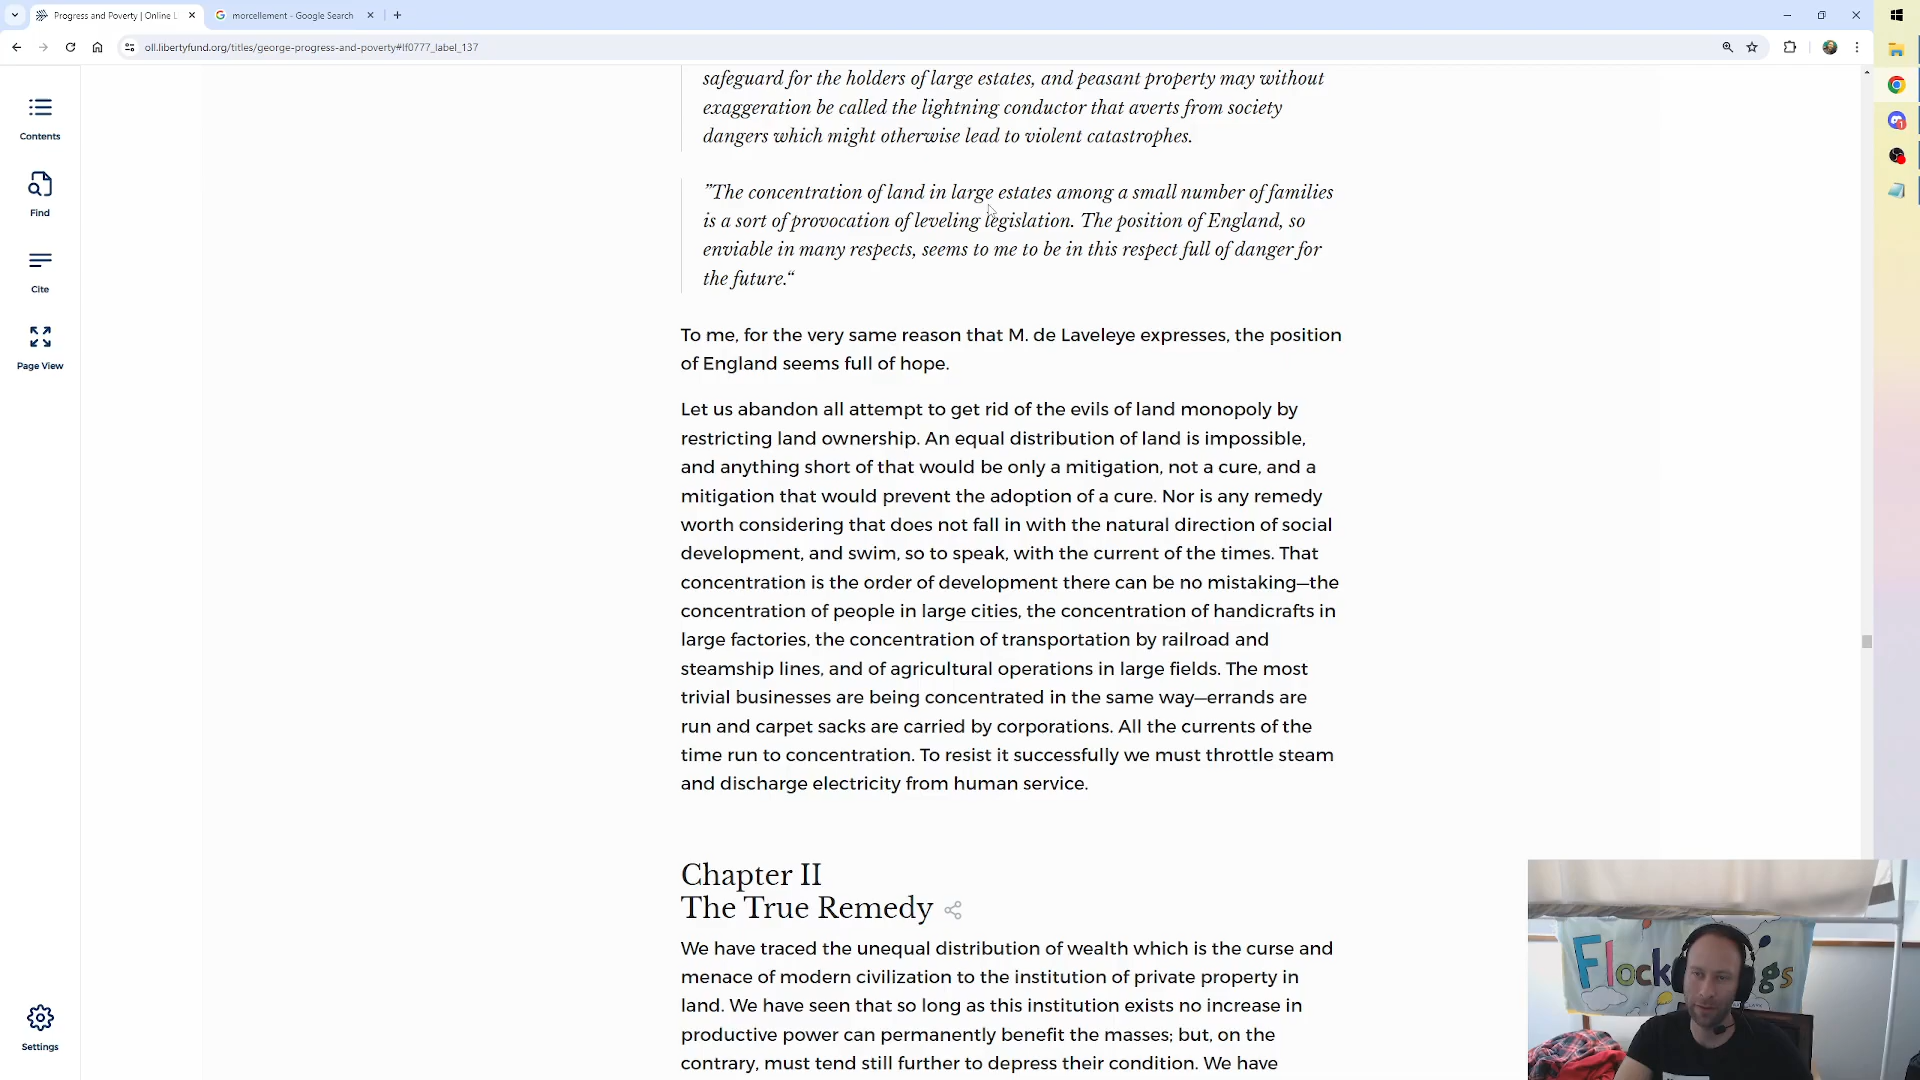 Progress and Poverty | Online L
morcellement - Google Search
oll.libertyfund.org/titles/george-progress-and-poverty#lf0777_label_137
Contents
Find
Cite
Page View
Settings
safeguard for the holders of large estates, and peasant property may without
exaggeration be called the lightning conductor that averts from society
dangers which might otherwise lead to violent catastrophes.
”The concentration of land in large estates among a small number of families
is a sort of provocation of leveling legislation. The position of England, so
enviable in many respects, seems to me to be in this respect full of danger for
the future.“
To me, for the very same reason that M. de Laveleye expresses, the position
of England seems full of hope.
Let us abandon all attempt to get rid of the evils of land monopoly by
restricting land ownership. An equal distribution of land is impossible,
and anything short of that would be only a mitigation, not a cure, and a
mitigation that would prevent the adoption of a cure. Nor is any remedy
worth considering that does not fall in with the natural direction of social
development, and swim, so to speak, with the current of the times. That
concentration is the order of development there can be no mistaking—the
concentration of people in large cities, the concentration of handicrafts in
large factories, the concentration of transportation by railroad and
steamship lines, and of agricultural operations in large fields. The most
trivial businesses are being concentrated in the same way—errands are
run and carpet sacks are carried by corporations. All the currents of the
time run to concentration. To resist it successfully we must throttle steam
and discharge electricity from human service.
Chapter II
The True Remedy
We have traced the unequal distribution of wealth which is the curse and
menace of modern civilization to the institution of private property in
land. We have seen that so long as this institution exists no increase in
productive power can permanently benefit the masses; but, on the
contrary, must tend still further to depress their condition. We have